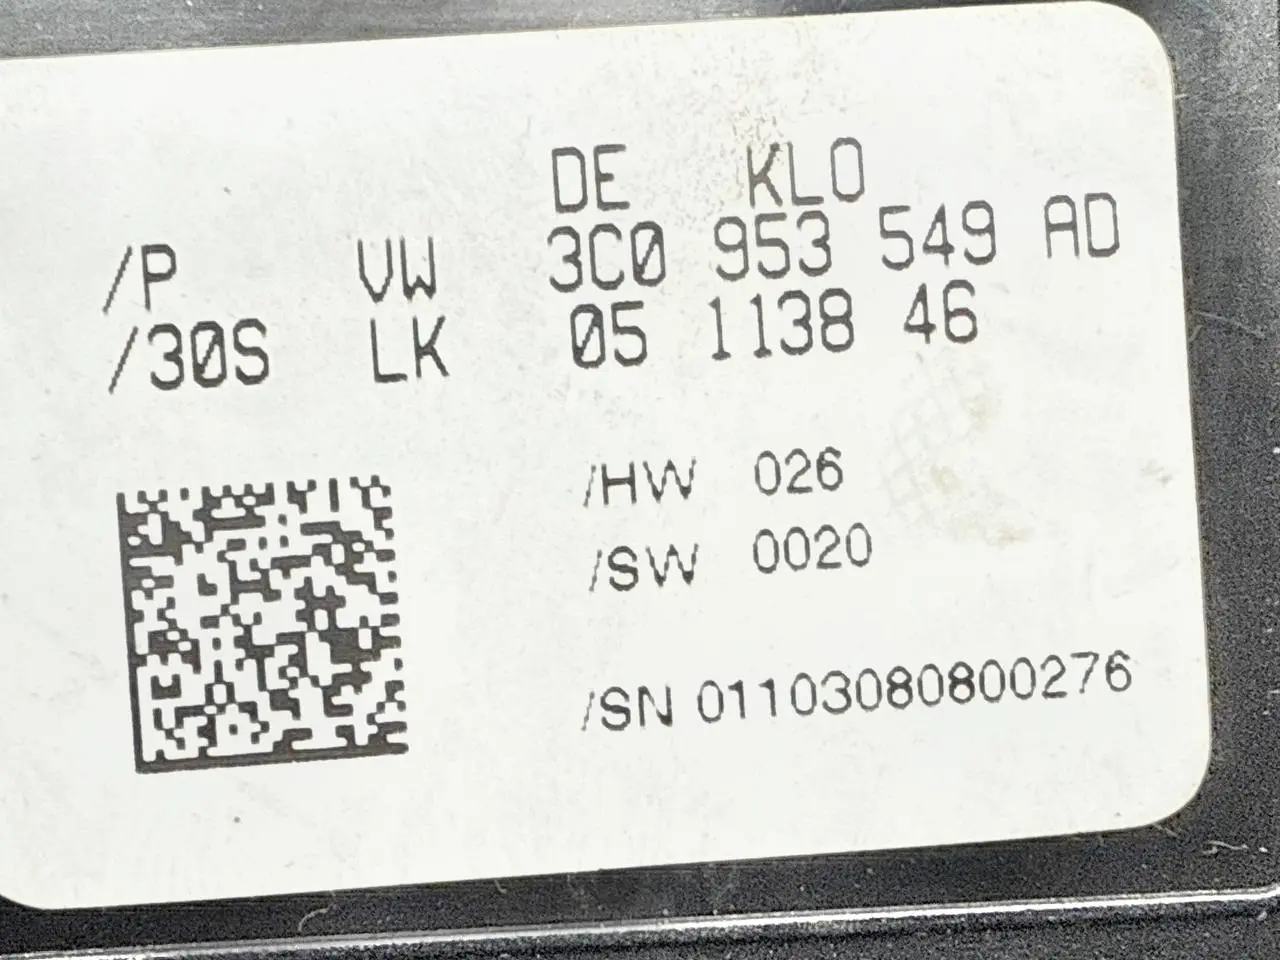 DE KLO
/P VW 3C0 953 549 AD
/30S LK 05 1138 46
/HW 026
/SW 0020
/SN 01103080800276